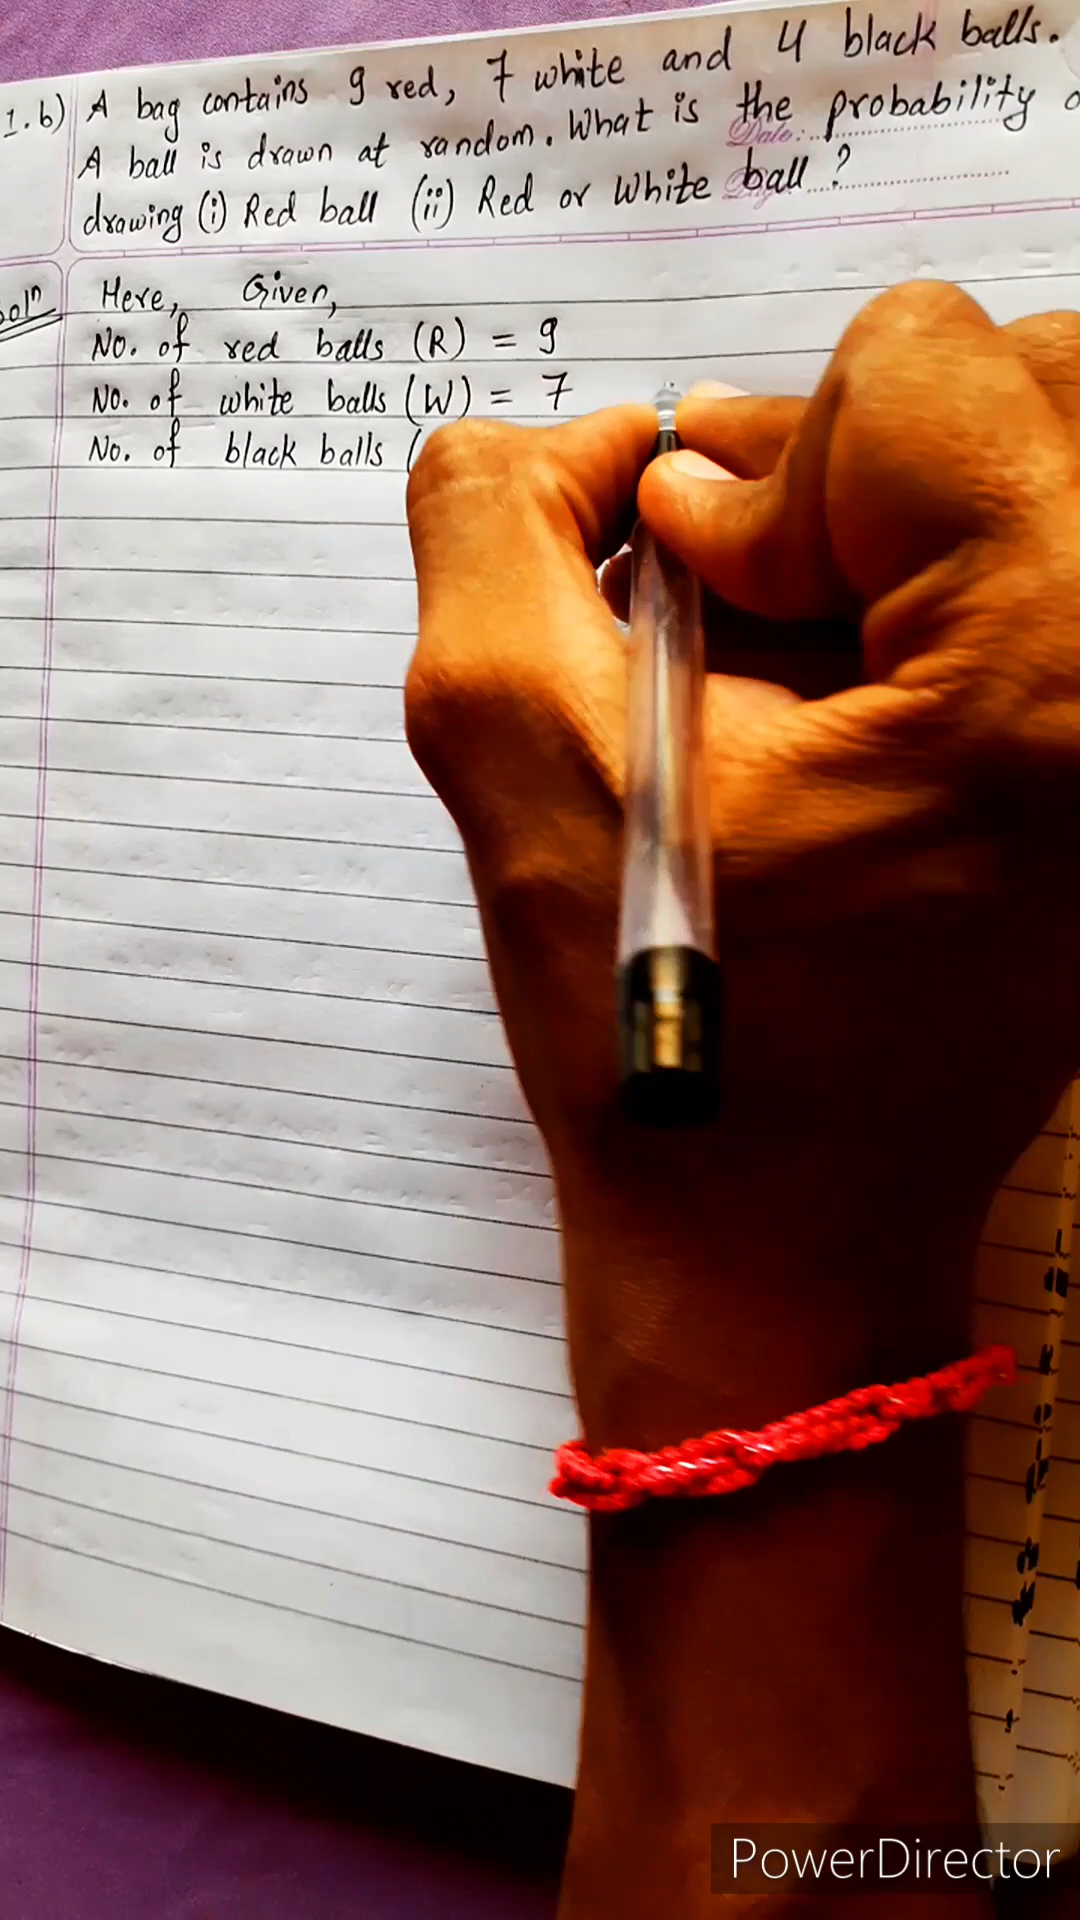 1.b) A bag contains 9 red, 7 white and 4 black balls.
A ball is drawn at random. What is the probability
Date:
drawing (i) Red ball (ii) Red or White ball ?
Soln Here, Given,
No. of red balls (R) = 9
No. of white balls (W) = 7
No. of black balls (
PowerDirector